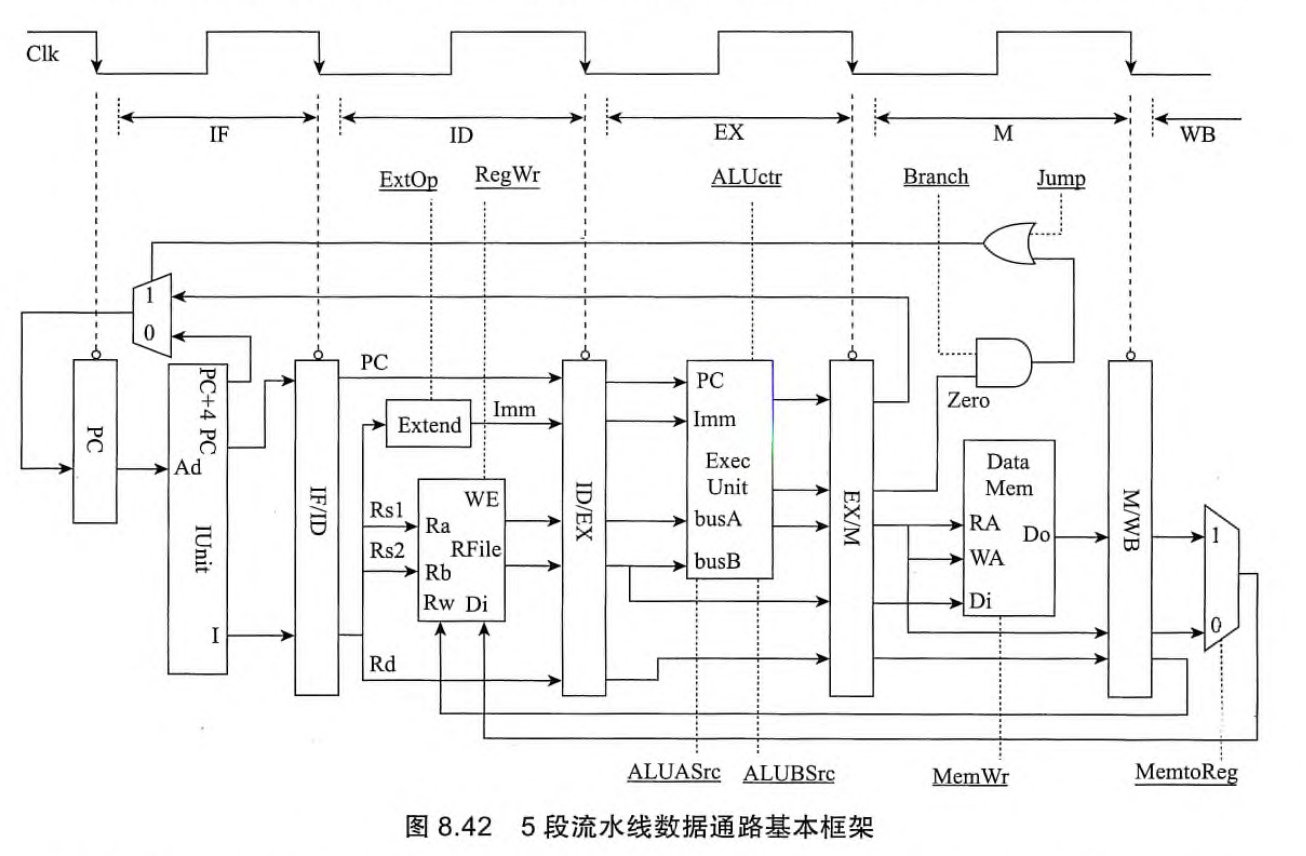 Clk
IF
ID
EX
M
WB
ExtOp
RegWr
ALUctr
Branch
Jump
1
0
PC
PC+4 PC
Ad
IUnit
I
IF/ID
PC
Extend
Imm
Rs1
Rs2
Rd
WE
Ra
RFile
Rb
Rw Di
ID/EX
PC
Imm
Exec
Unit
busA
busB
EX/M
Zero
Data
Mem
RA
Do
WA
Di
M/WB
1
0
ALUASrc
ALUBSrc
MemWr
MemtoReg
图 8.42 5 段流水线数据通路基本框架